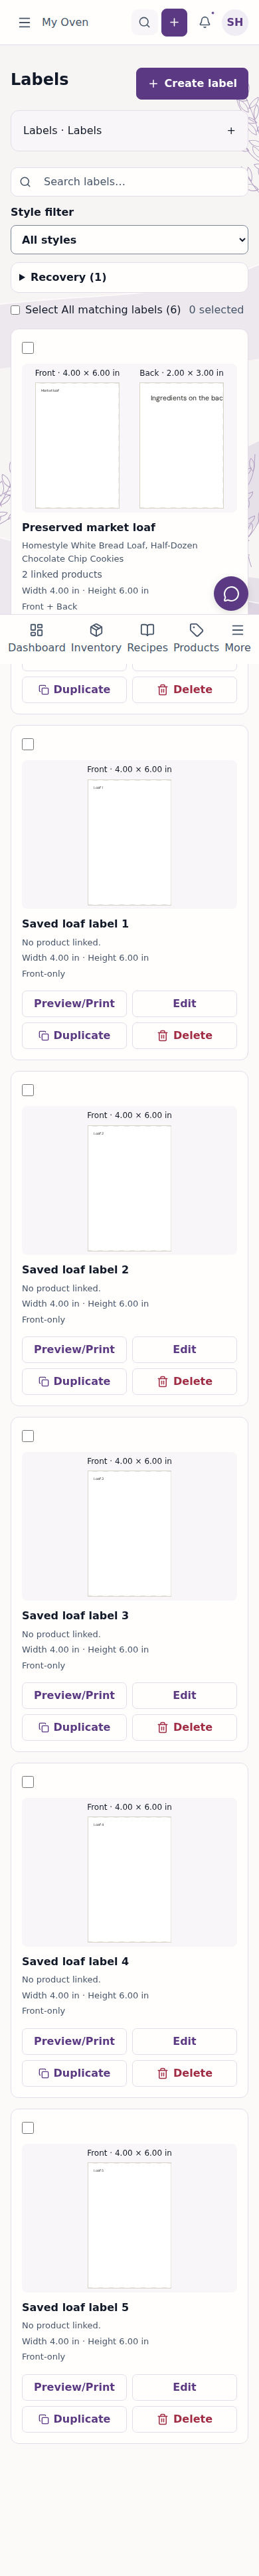 My Oven
SH
Labels
Create label
Labels · Labels
Search labels...
Style filter
All styles
Recovery (1)
Select All matching labels (6) 0 selected
Front · 4.00 × 6.00 in
Back · 2.00 × 3.00 in
Ingredients on the bac
Preserved market loaf
Homestyle White Bread Loaf, Half-Dozen
Chocolate Chip Cookies
2 linked products
Width 4.00 in · Height 6.00 in
Front + Back
Dashboard
Inventory
Recipes
Products
More
Duplicate
Delete
Front · 4.00 × 6.00 in
Loaf 1
Saved loaf label 1
No product linked.
Width 4.00 in · Height 6.00 in
Front-only
Preview/Print
Edit
Duplicate
Delete
Front · 4.00 × 6.00 in
Loaf 2
Saved loaf label 2
No product linked.
Width 4.00 in · Height 6.00 in
Front-only
Preview/Print
Edit
Duplicate
Delete
Front · 4.00 × 6.00 in
Loaf 3
Saved loaf label 3
No product linked.
Width 4.00 in · Height 6.00 in
Front-only
Preview/Print
Edit
Duplicate
Delete
Front · 4.00 × 6.00 in
Loaf 4
Saved loaf label 4
No product linked.
Width 4.00 in · Height 6.00 in
Front-only
Preview/Print
Edit
Duplicate
Delete
Front · 4.00 × 6.00 in
Loaf 5
Saved loaf label 5
No product linked.
Width 4.00 in · Height 6.00 in
Front-only
Preview/Print
Edit
Duplicate
Delete